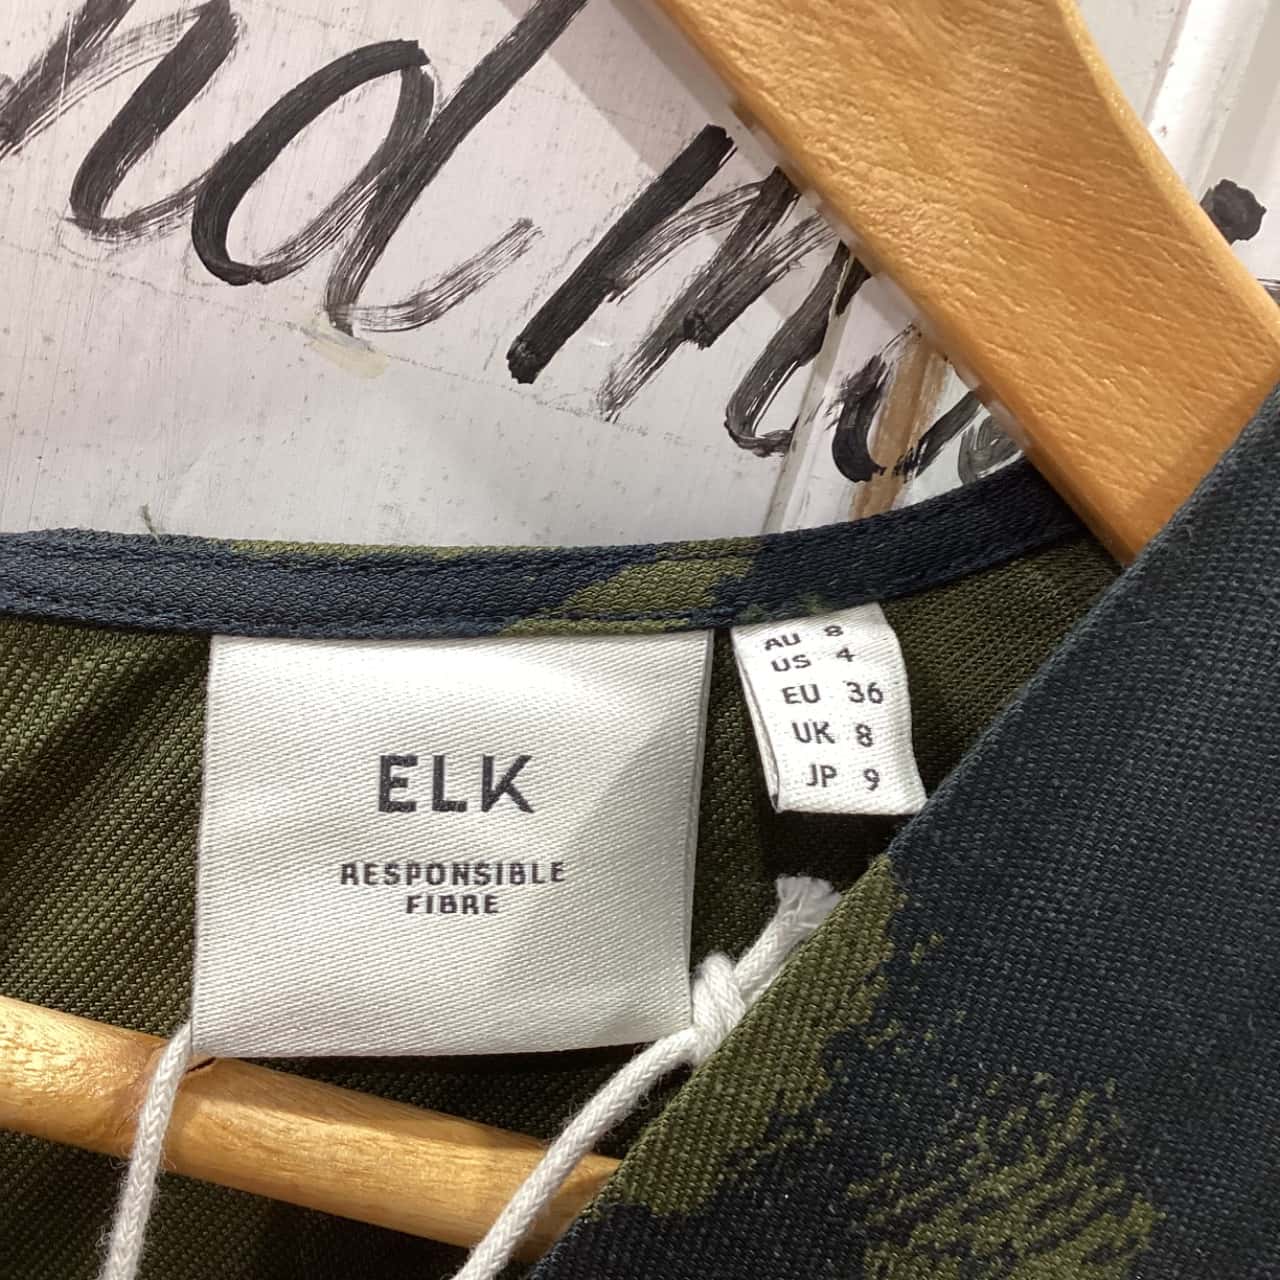 ELK
RESPONSIBLE
FIBRE
AU 8
US 4
EU 36
UK 8
JP 9